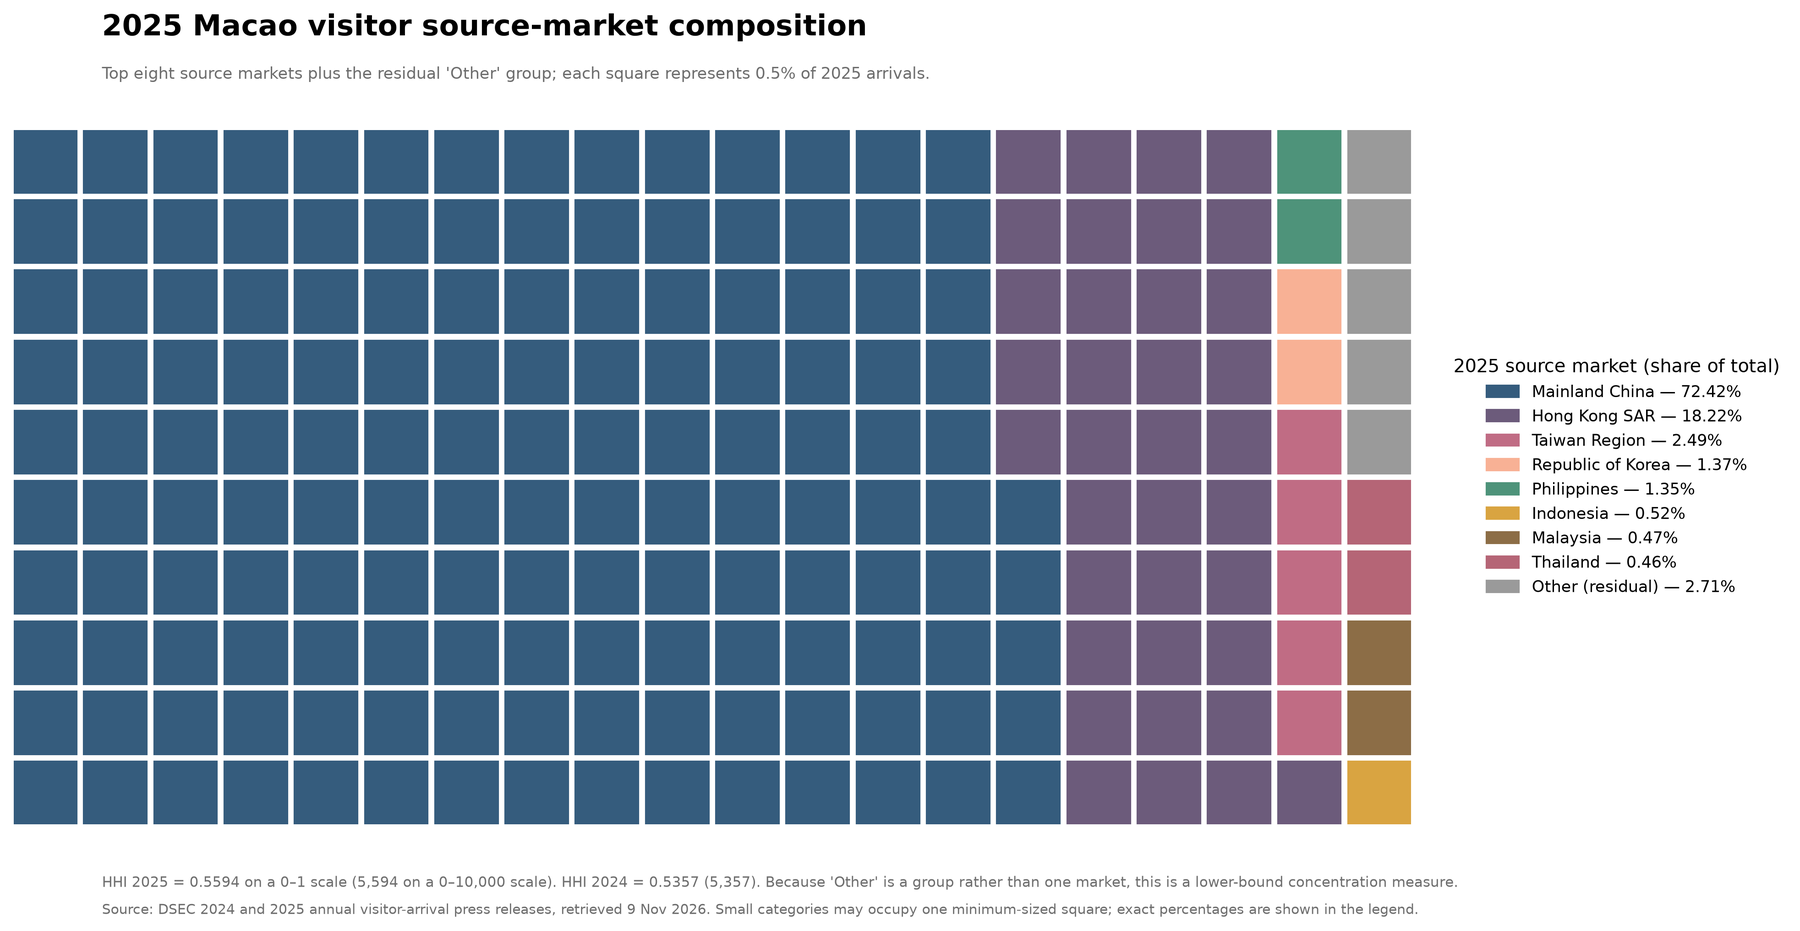 2025 Macao visitor source-market composition
Top eight source markets plus the residual 'Other' group; each square represents 0.5% of 2025 arrivals.
2025 source market (share of total)
Mainland China — 72.42%
Hong Kong SAR — 18.22%
Taiwan Region — 2.49%
Republic of Korea — 1.37%
Philippines — 1.35%
Indonesia — 0.52%
Malaysia — 0.47%
Thailand — 0.46%
Other (residual) — 2.71%
HHI 2025 = 0.5594 on a 0–1 scale (5,594 on a 0–10,000 scale). HHI 2024 = 0.5357 (5,357). Because 'Other' is a group rather than one market, this is a lower-bound concentration measure.
Source: DSEC 2024 and 2025 annual visitor-arrival press releases, retrieved 9 Nov 2026. Small categories may occupy one minimum-sized square; exact percentages are shown in the legend.